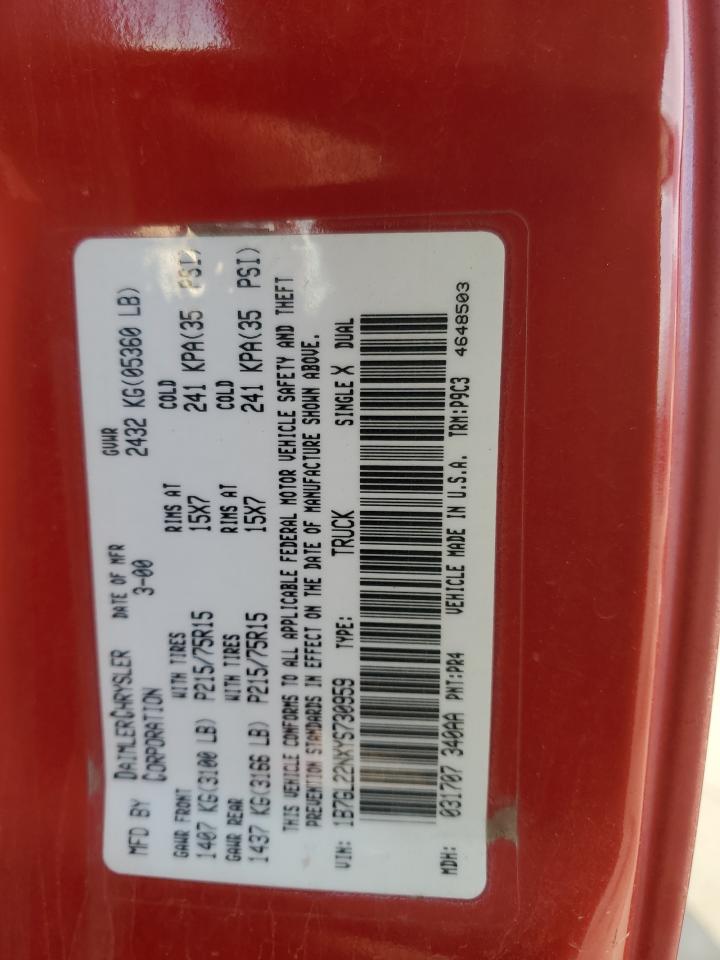 MFD BY DAIMLERCHRYSLER CORPORATION DATE OF MFR 3-00 GVWR 2432 KG(05360 LB)
GAWR FRONT WITH TIRES RIMS AT COLD
1407 KG(3100 LB) P215/75R15 15X7 241 KPA(35 PSI)
GAWR REAR WITH TIRES RIMS AT COLD
1437 KG(3166 LB) P215/75R15 15X7 241 KPA(35 PSI)
THIS VEHICLE CONFORMS TO ALL APPLICABLE FEDERAL MOTOR VEHICLE SAFETY AND THEFT
PREVENTION STANDARDS IN EFFECT ON THE DATE OF MANUFACTURE SHOWN ABOVE.
VIN: 1B7GL22NXYS730959 TYPE: TRUCK SINGLE X DUAL
MDH: 031707 340AA PNT:PR4 VEHICLE MADE IN U.S.A. TRM:P9C3 4648503